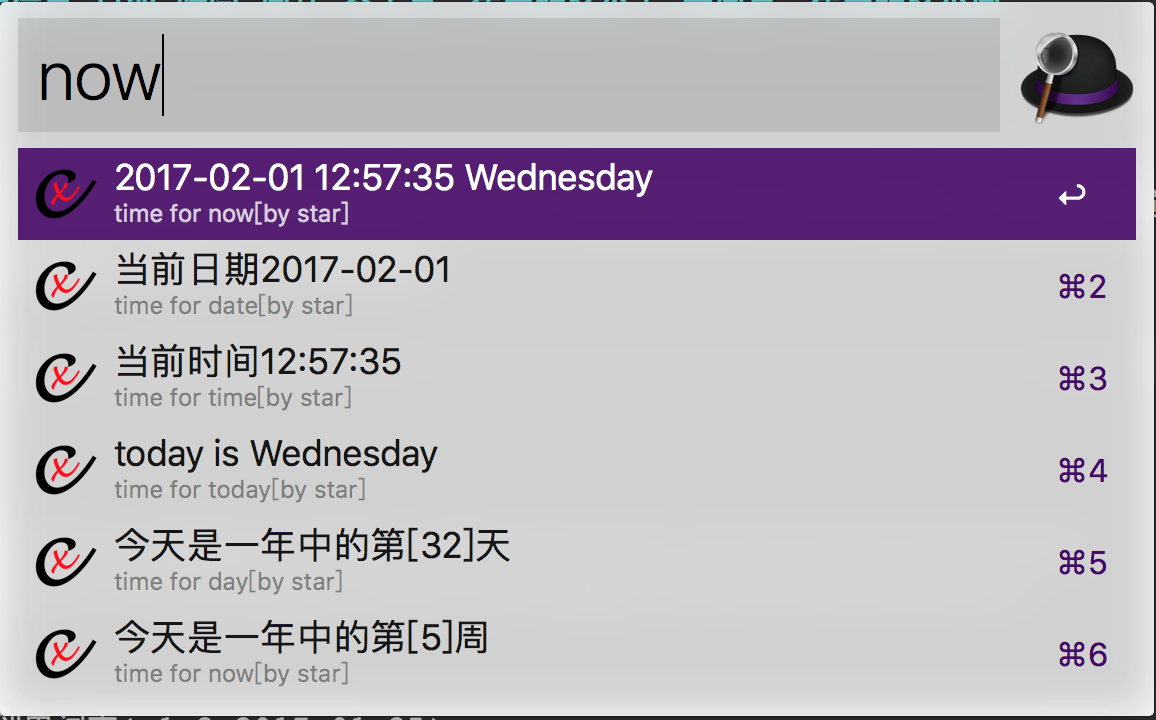 now
2017-02-01 12:57:35 Wednesday
time for now[by star]
当前日期2017-02-01
time for date[by star]
⌘2
当前时间12:57:35
time for time[by star]
⌘3
today is Wednesday
time for today[by star]
⌘4
今天是一年中的第[32]天
time for day[by star]
⌘5
今天是一年中的第[5]周
time for now[by star]
⌘6